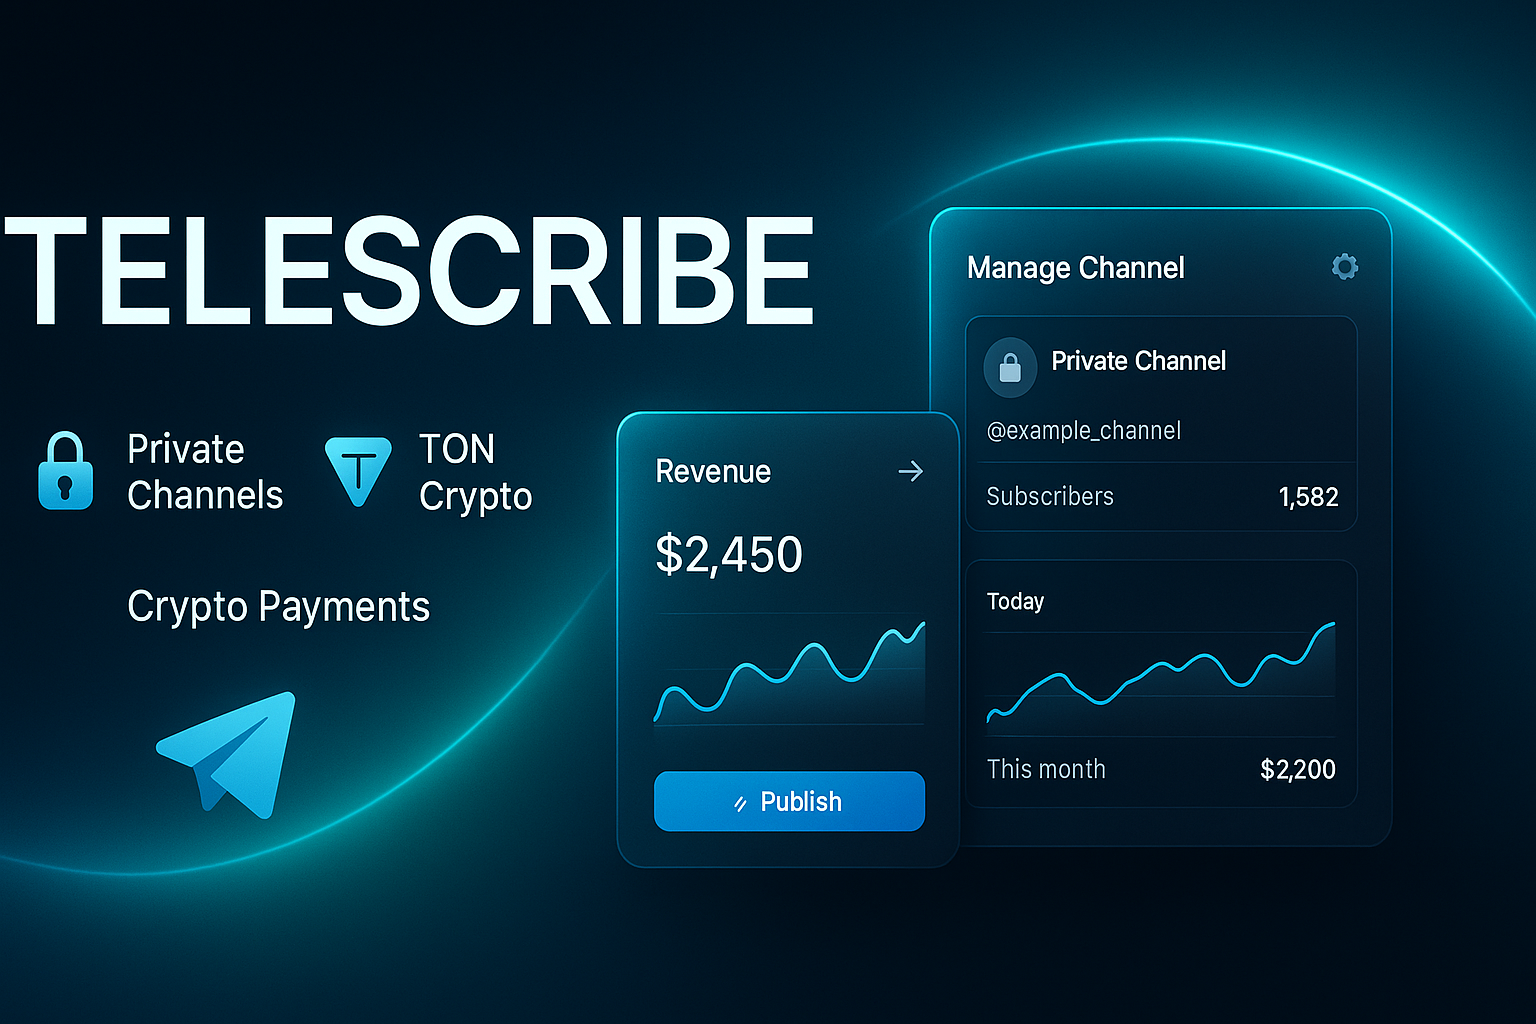 TELESCRIBE
Private
Channels
TON
Crypto
Crypto Payments
Revenue
$2,450
Publish
Manage Channel
Private Channel
@example_channel
Subscribers 1,582
Today
This month $2,200